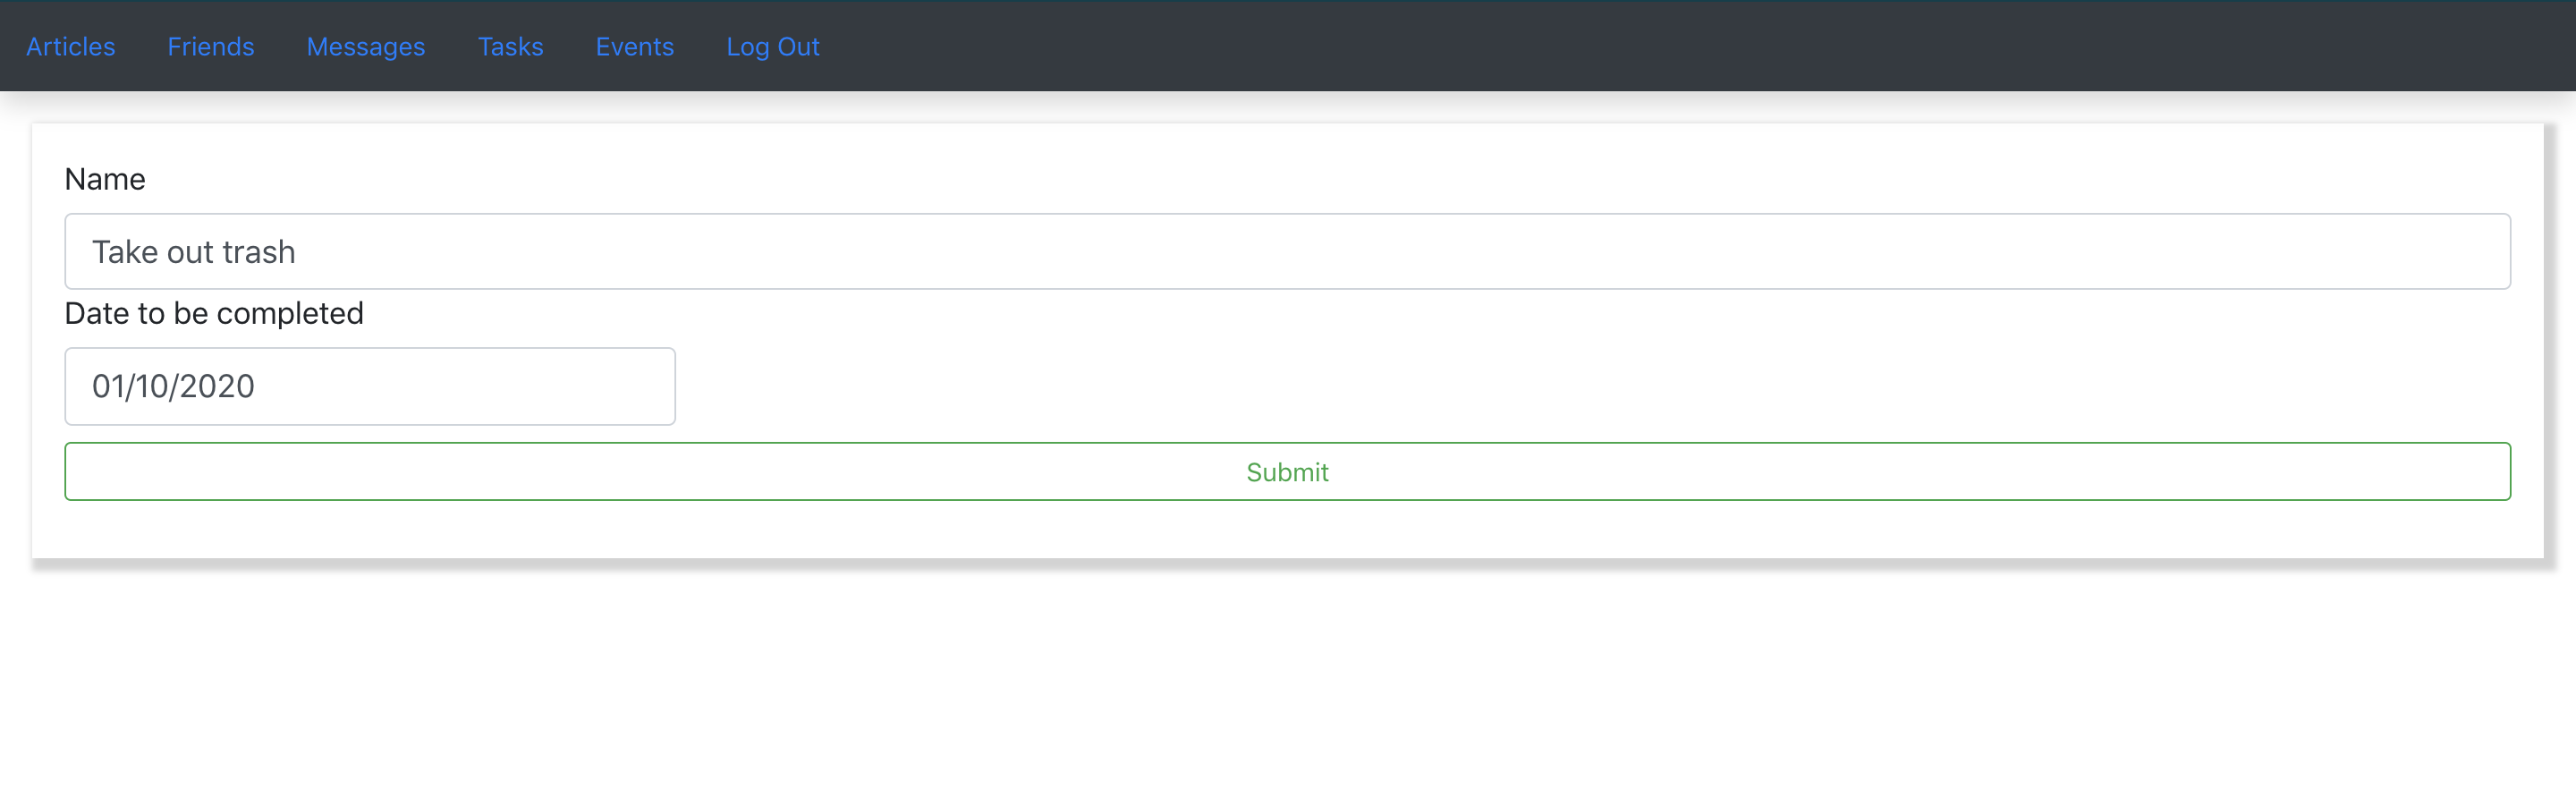 Articles Friends Messages Tasks Events Log Out
Name
Take out trash
Date to be completed
01/10/2020
Submit